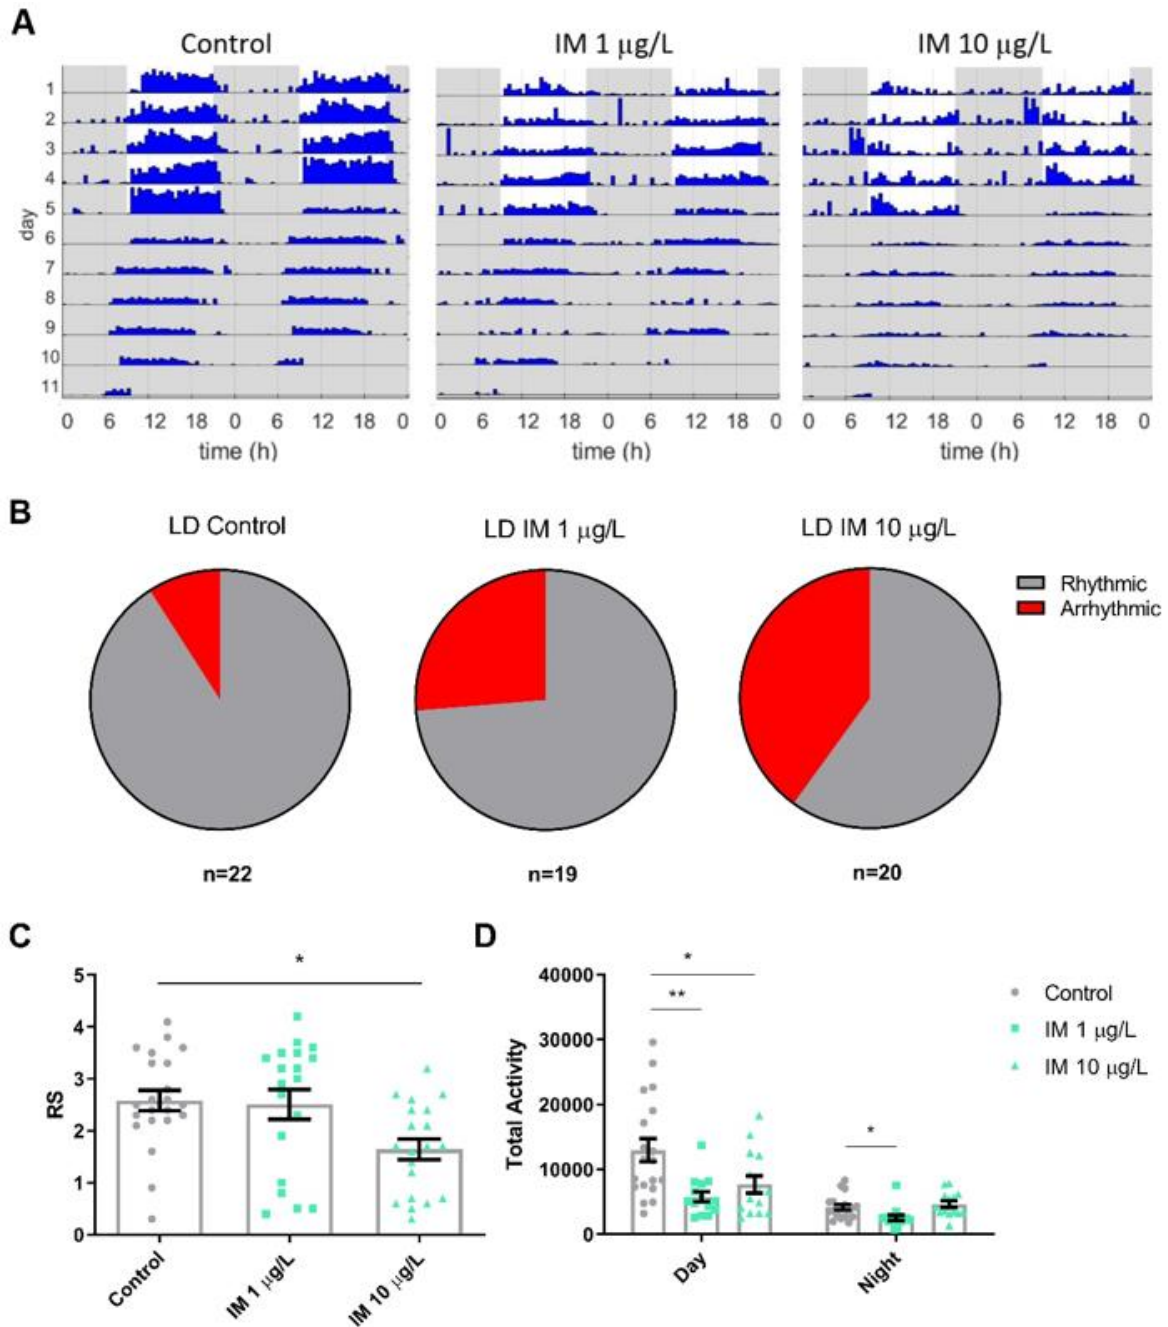 A
Control
IM 1 μg/L
IM 10 μg/L
day
1
2
3
4
5
6
7
8
9
10
11
0 6 12 18 0 6 12 18 0
0 6 12 18 0 6 12 18 0
0 6 12 18 0 6 12 18 0
time (h)
time (h)
time (h)
B
LD Control
LD IM 1 μg/L
LD IM 10 μg/L
Rhythmic
Arrhythmic
n=22
n=19
n=20
C
*
RS
5
4
3
2
1
0
Control
IM 1 μg/L
IM 10 μg/L
D
*
**
*
Total Activity
40000
30000
20000
10000
0
Day
Night
Control
IM 1 μg/L
IM 10 μg/L